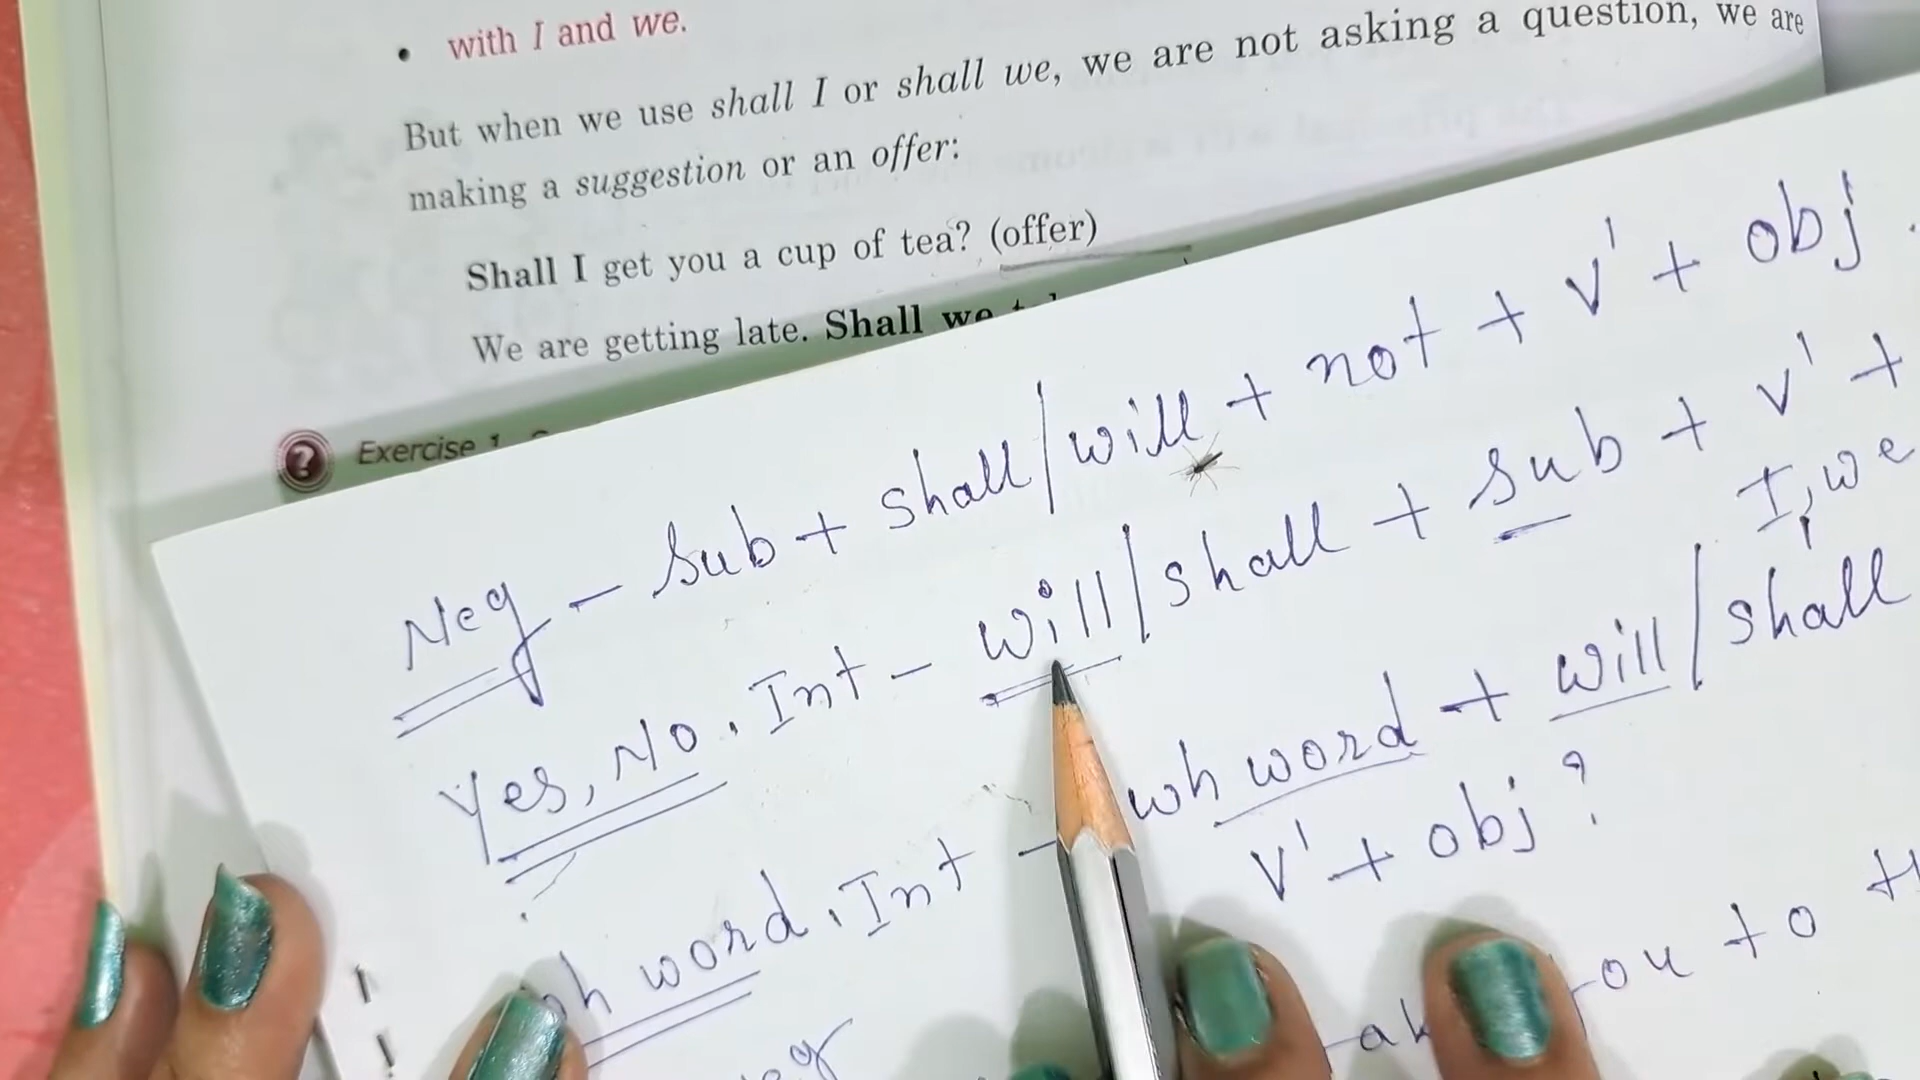 • with I and we.
But when we use shall I or shall we, we are not asking a question, we are
making a suggestion or an offer:
Shall I get you a cup of tea? (offer)
We are getting late. Shall we
Exercise 1
Neg - Sub + Shall/will + not + V' + obj.
Yes, No. Int - Will/shall + sub + V' +
I, we
wh word. Int - wh word + will/shall
V' + obj ?
to